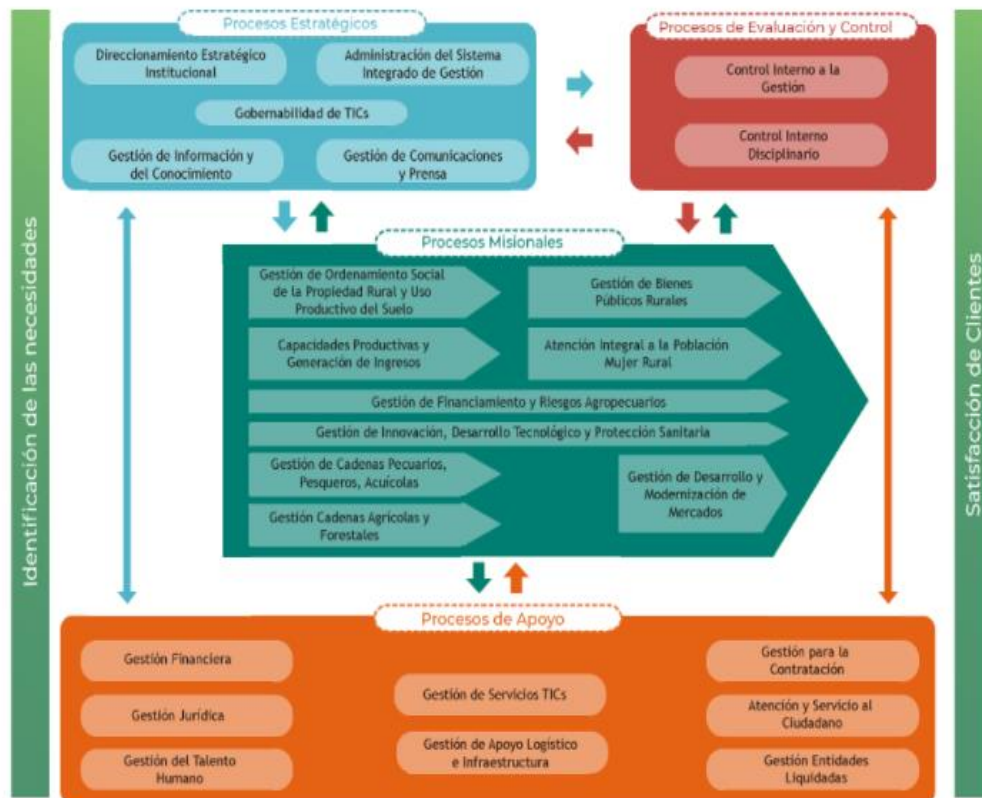 Identificación de las necesidades
Procesos Estratégicos
Direccionamiento Estratégico
Institucional
Administración del Sistema
Integrado de Gestión
Gobernabilidad de TICs
Gestión de Información y
del Conocimiento
Gestión de Comunicaciones
y Prensa
Procesos de Evaluación y Control
Control Interno a la
Gestión
Control Interno
Disciplinario
Procesos Misionales
Gestión de Ordenamiento Social
de la Propiedad Rural y Uso
Productivo del Suelo
Gestión de Bienes
Públicos Rurales
Capacidades Productivas y
Generación de Ingresos
Atención Integral a la Población
Mujer Rural
Gestión de Financiamiento y Riesgos Agropecuarios
Gestión de Innovación, Desarrollo Tecnológico y Protección Sanitaria
Gestión de Cadenas Pecuarios,
Pesqueros, Acuícolas
Gestión Cadenas Agrícolas y
Forestales
Gestión de Desarrollo y
Modernización de
Mercados
Procesos de Apoyo
Gestión Financiera
Gestión Jurídica
Gestión del Talento
Humano
Gestión de Servicios TICs
Gestión de Apoyo Logístico
e Infraestructura
Gestión para la
Contratación
Atención y Servicio al
Ciudadano
Gestión Entidades
Liquidadas
Satisfacción de Clientes